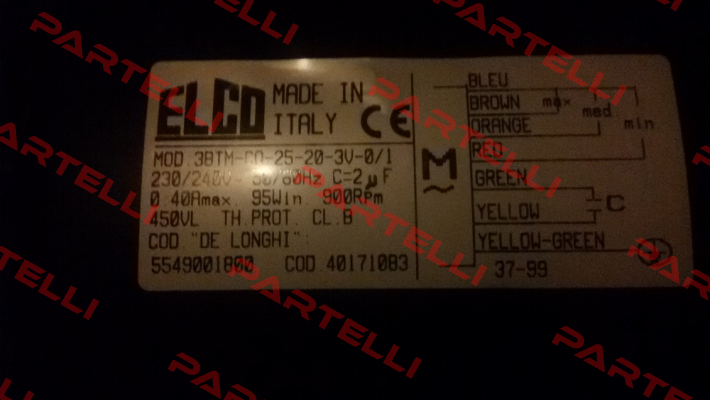 ELCO MADE IN ITALY CE
MOD.3BTM-CO-25-20-3V-0/1
230/240V~ 50/60Hz C=2µF
0.40Amax. 95Win 900RPm
450VL TH.PROT. CL.B
COD."DE LONGHI":
5549001800 COD.40171083
M
~
BLEU
BROWN max med min
ORANGE
RED
GREEN
YELLOW C
YELLOW-GREEN
37-99
PARTELLI
PARTELLI
PARTELLI
PARTELLI
PARTELLI
PARTELLI